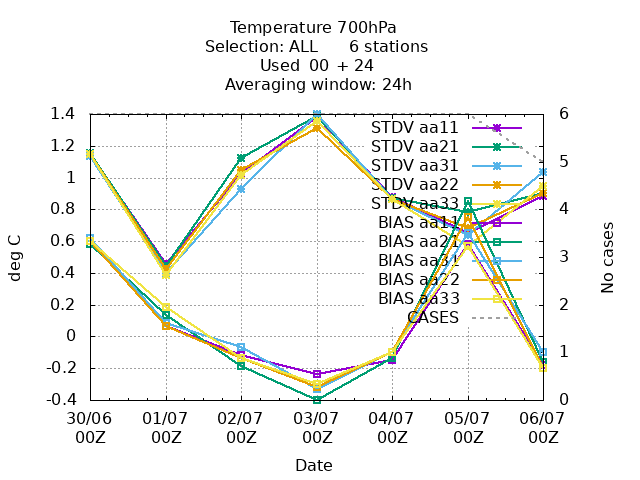 Temperature 700hPa
Selection: ALL 6 stations
Used 00 + 24
Averaging window: 24h
deg C
1.4
1.2
1
0.8
0.6
0.4
0.2
0
-0.2
-0.4
STDV aa11
STDV aa21
STDV aa31
STDV aa22
STDV aa33
BIAS aa11
BIAS aa21
BIAS aa31
BIAS aa22
BIAS aa33
CASES
6
5
4
3
2
1
0
No cases
30/06 01/07 02/07 03/07 04/07 05/07 06/07
00Z 00Z 00Z 00Z 00Z 00Z 00Z
Date